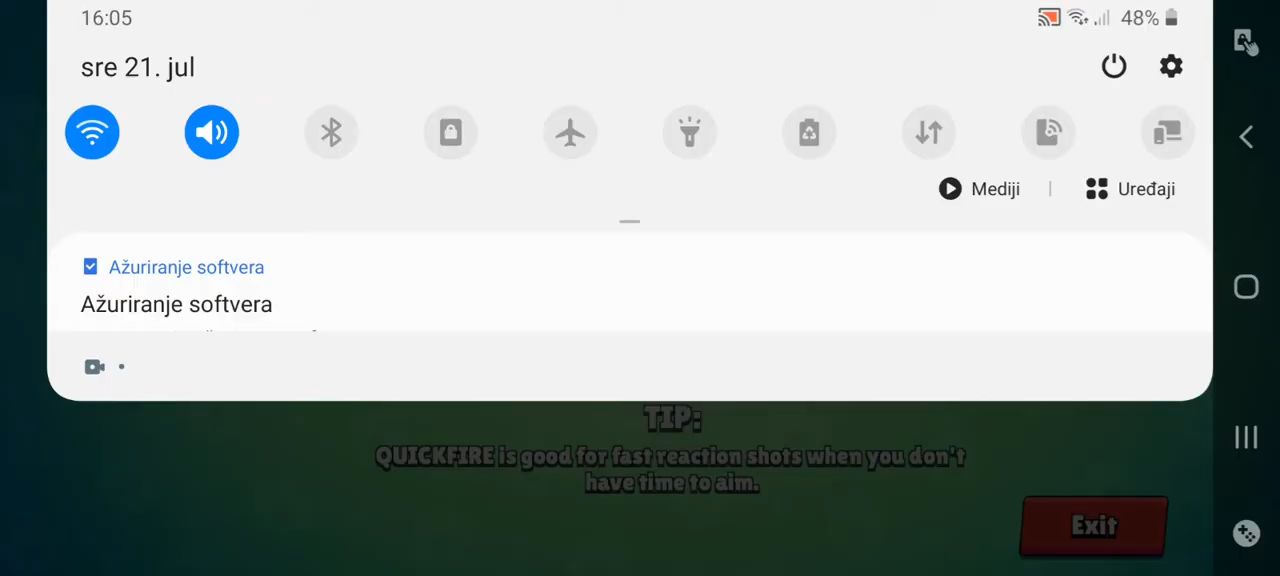 16:05
48%
sre 21. jul
Mediji
Uređaji
Ažuriranje softvera
Ažuriranje softvera
TIP:
QUICKFIRE is good for fast reaction shots when you don't
have time to aim.
Exit